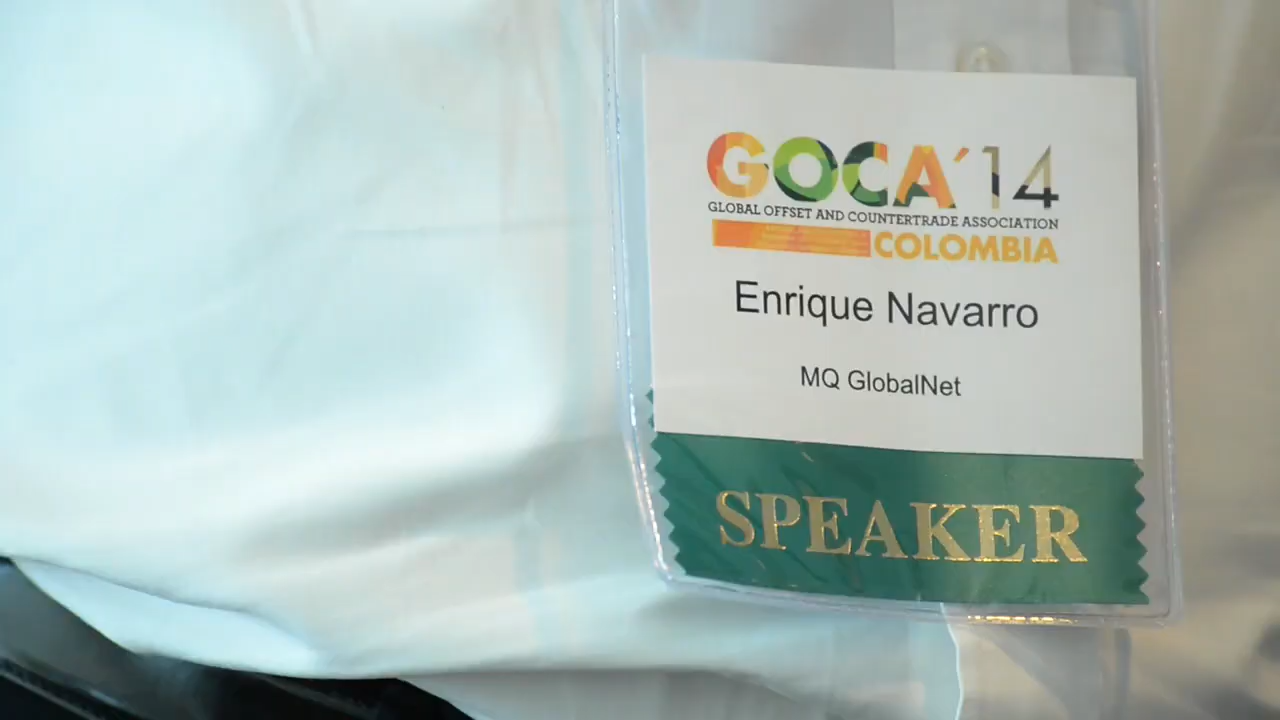 GOCA´14
GLOBAL OFFSET AND COUNTERTRADE ASSOCIATION
COLOMBIA
Enrique Navarro
MQ GlobalNet
SPEAKER